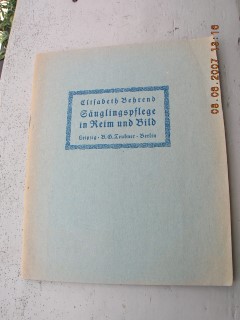 Elisabeth Behrend
Säuglingspflege
in Reim und Bild
Leipzig · B.G. Teubner · Berlin
08.08.2007 13:16